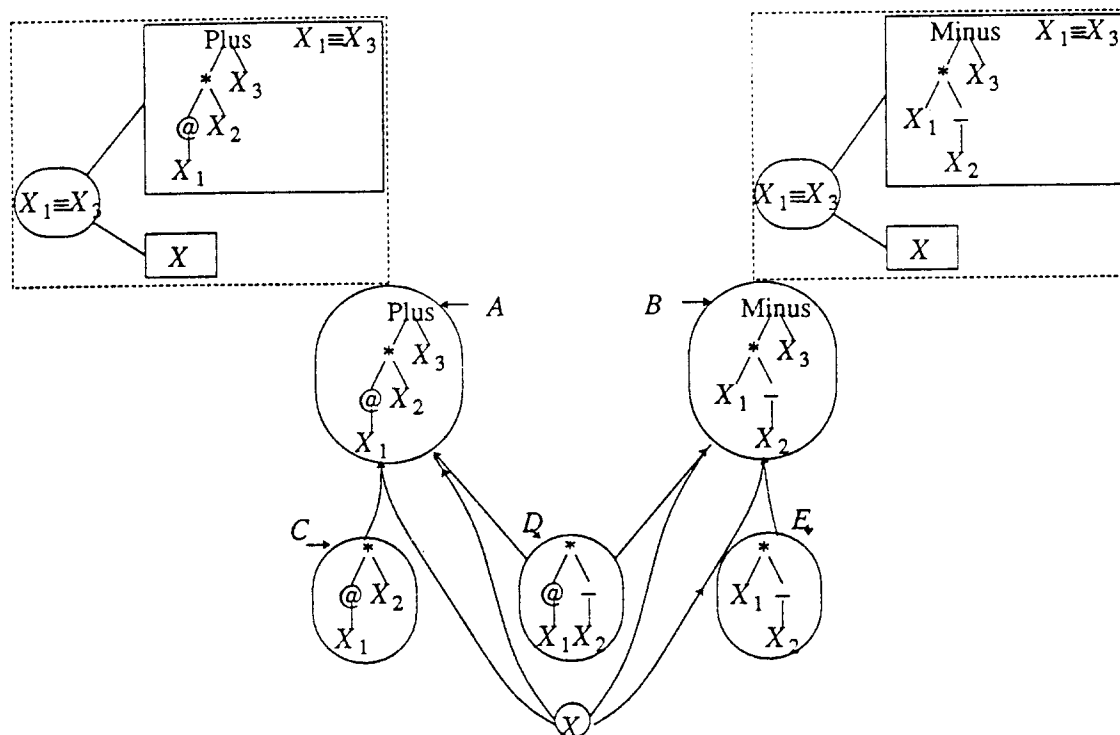 Plus X₁≡X₃
* X₃
@ X₂
X₁
X₁≡X₃
X
Minus X₁≡X₃
* X₃
X₁ −
X₂
X₁≡X₃
X
A
Plus
* X₃
@ X₂
X₁
B
Minus
* X₃
X₁ −
X₂
C
*
@ X₂
X₁
D
*
@ −
X₁ X₂
E
*
X₁ −
X₂
X